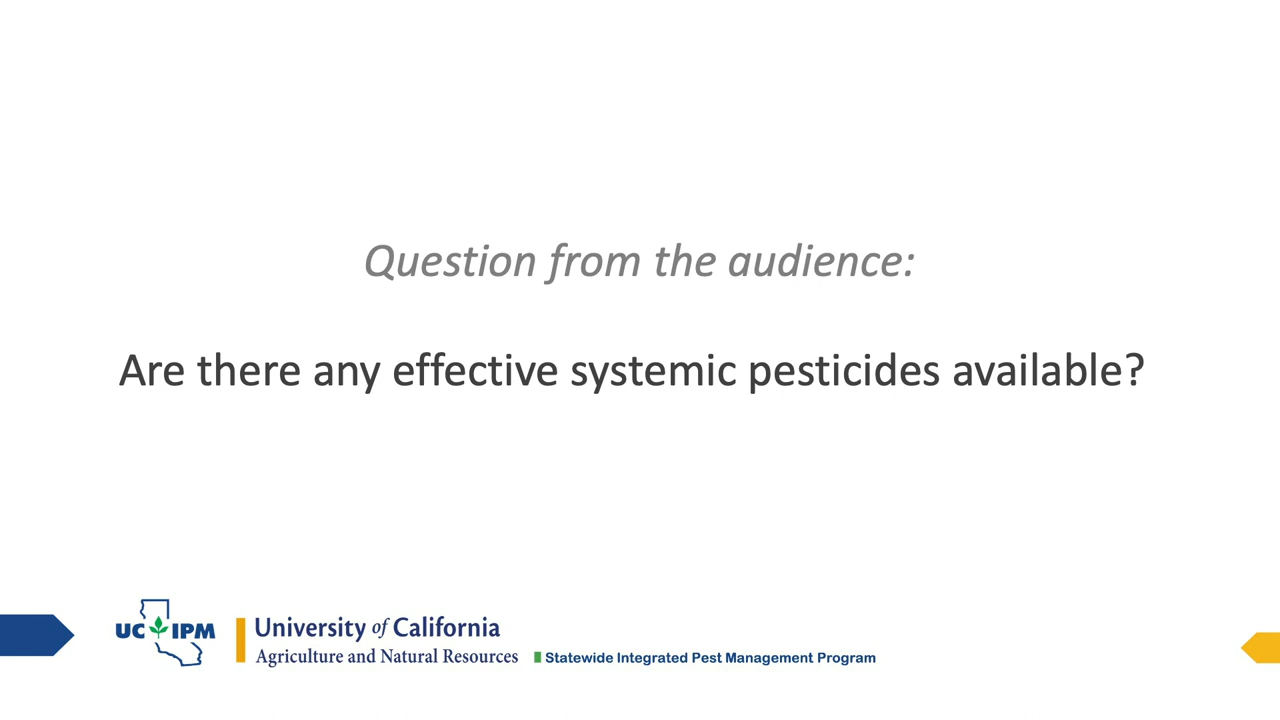 Question from the audience:
Are there any effective systemic pesticides available?
UC IPM
University of California
Agriculture and Natural Resources
Statewide Integrated Pest Management Program